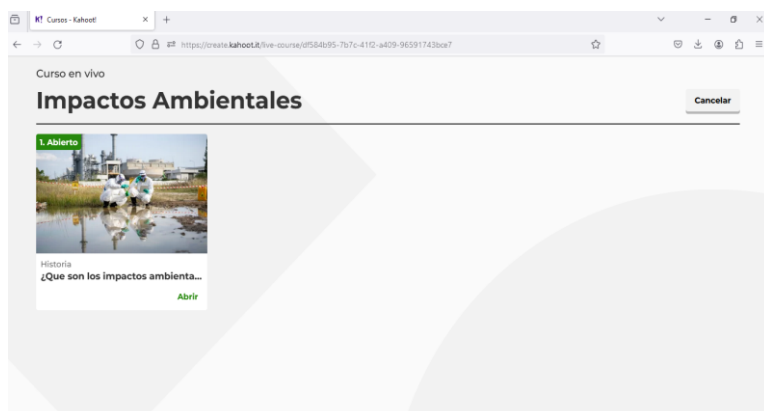 K! Cursos - Kahoot!
https://create.kahoot.it/live-course/df584b95-7b7c-41f2-a409-96591743bce7
Curso en vivo
Impactos Ambientales
Cancelar
1. Abierto
Historia
¿Que son los impactos ambienta...
Abrir